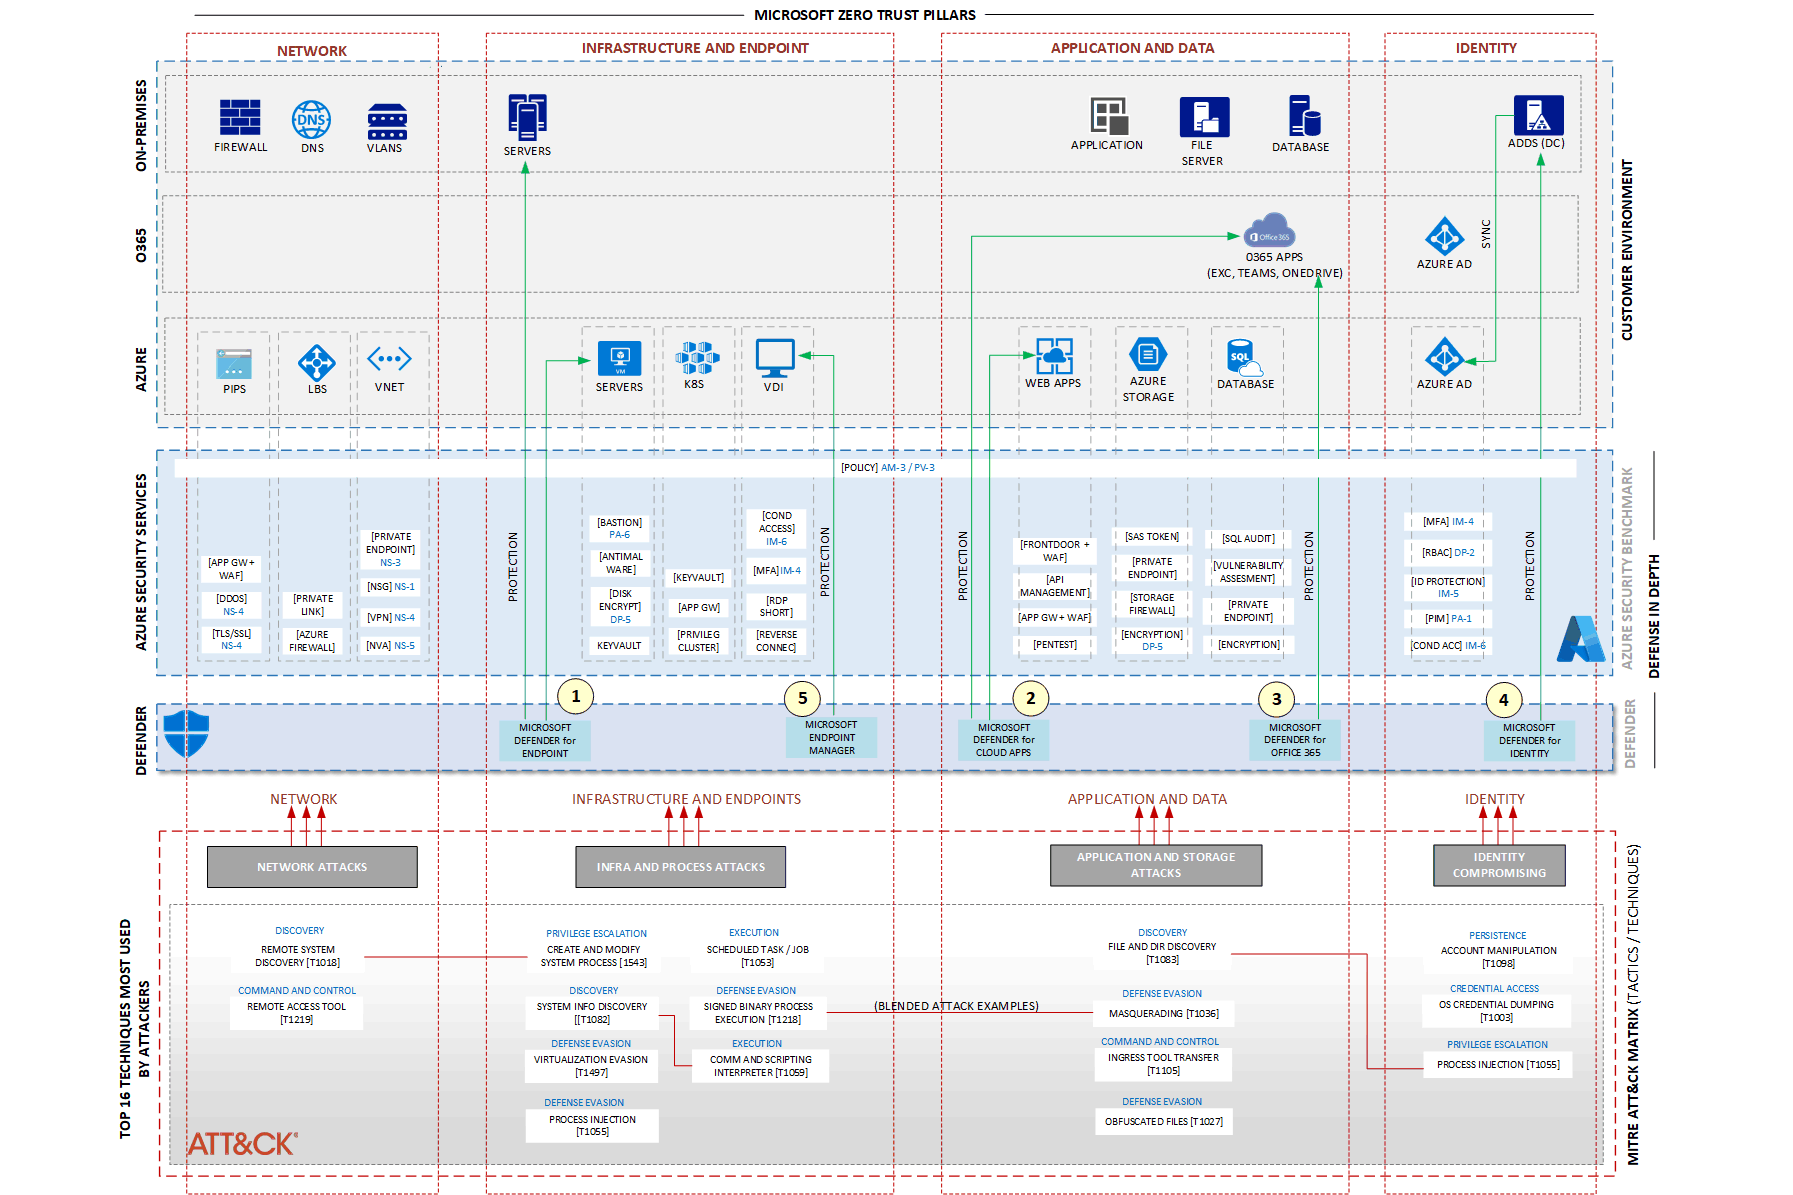 MICROSOFT ZERO TRUST PILLARS
NETWORK
INFRASTRUCTURE AND ENDPOINT
APPLICATION AND DATA
IDENTITY
ON-PREMISES
FIREWALL
DNS
DNS
VLANS
SERVERS
APPLICATION
FILE
SERVER
DATABASE
ADDS (DC)
CUSTOMER ENVIRONMENT
O365
Office 365
O365 APPS
(EXC, TEAMS, ONEDRIVE)
AZURE AD
SYNC
AZURE
PIPS
LBS
VNET
VM
SERVERS
K8S
VDI
WEB APPS
AZURE
STORAGE
SQL
DATABASE
AZURE AD
AZURE SECURITY SERVICES
[POLICY] AM-3 / PV-3
[APP GW+
WAF]
[DDOS]
NS-4
[TLS/SSL]
NS-4
[PRIVATE
LINK]
[AZURE
FIREWALL]
[PRIVATE
ENDPOINT]
NS-3
[NSG] NS-1
[VPN] NS-4
[NVA] NS-5
PROTECTION
[BASTION]
PA-6
[ANTIMAL
WARE]
[DISK
ENCRYPT]
DP-5
KEYVAULT
[KEYVAULT]
[APP GW]
[PRIVILEG
CLUSTER]
[COND
ACCESS]
IM-6
[MFA]IM-4
[RDP
SHORT]
[REVERSE
CONNEC]
PROTECTION
PROTECTION
[FRONTDOOR +
WAF]
[API
MANAGEMENT]
[APP GW+ WAF]
[PENTEST]
[SAS TOKEN]
[PRIVATE
ENDPOINT]
[STORAGE
FIREWALL]
[ENCRYPTION]
DP-5
[SQL AUDIT]
[VULNERABILITY
ASSESMENT]
[PRIVATE
ENDPOINT]
[ENCRYPTION]
PROTECTION
[MFA] IM-4
[RBAC] DP-2
[ID PROTECTION]
IM-5
[PIM] PA-1
[COND ACC] IM-6
PROTECTION
AZURE SECURITY BENCHMARK
DEFENSE IN DEPTH
DEFENDER
1
MICROSOFT
DEFENDER for
ENDPOINT
5
MICROSOFT
ENDPOINT
MANAGER
2
MICROSOFT
DEFENDER for
CLOUD APPS
3
MICROSOFT
DEFENDER for
OFFICE 365
4
MICROSOFT
DEFENDER for
IDENTITY
DEFENDER
NETWORK
INFRASTRUCTURE AND ENDPOINTS
APPLICATION AND DATA
IDENTITY
NETWORK ATTACKS
INFRA AND PROCESS ATTACKS
APPLICATION AND STORAGE
ATTACKS
IDENTITY
COMPROMISING
TOP 16 TECHNIQUES MOST USED
BY ATTACKERS
DISCOVERY
REMOTE SYSTEM
DISCOVERY [T1018]
COMMAND AND CONTROL
REMOTE ACCESS TOOL
[T1219]
PRIVILEGE ESCALATION
CREATE AND MODIFY
SYSTEM PROCESS [1543]
DISCOVERY
SYSTEM INFO DISCOVERY
[[T1082]
DEFENSE EVASION
VIRTUALIZATION EVASION
[T1497]
DEFENSE EVASION
PROCESS INJECTION
[T1055]
EXECUTION
SCHEDULED TASK / JOB
[T1053]
DEFENSE EVASION
SIGNED BINARY PROCESS
EXECUTION [T1218]
EXECUTION
COMM AND SCRIPTING
INTERPRETER [T1059]
(BLENDED ATTACK EXAMPLES)
DISCOVERY
FILE AND DIR DISCOVERY
[T1083]
DEFENSE EVASION
MASQUERADING [T1036]
COMMAND AND CONTROL
INGRESS TOOL TRANSFER
[T1105]
DEFENSE EVASION
OBFUSCATED FILES [T1027]
PERSISTENCE
ACCOUNT MANIPULATION
[T1098]
CREDENTIAL ACCESS
OS CREDENTIAL DUMPING
[T1003]
PRIVILEGE ESCALATION
PROCESS INJECTION [T1055]
MITRE ATT&CK MATRIX (TACTICS / TECHNIQUES)
ATT&CK®